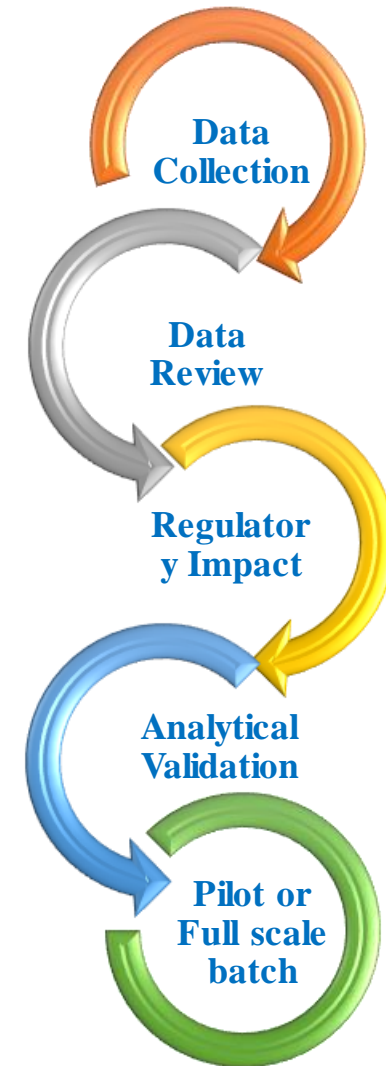 Data
Collection
Data
Review
Regulator
y Impact
Analytical
Validation
Pilot or
Full scale
batch